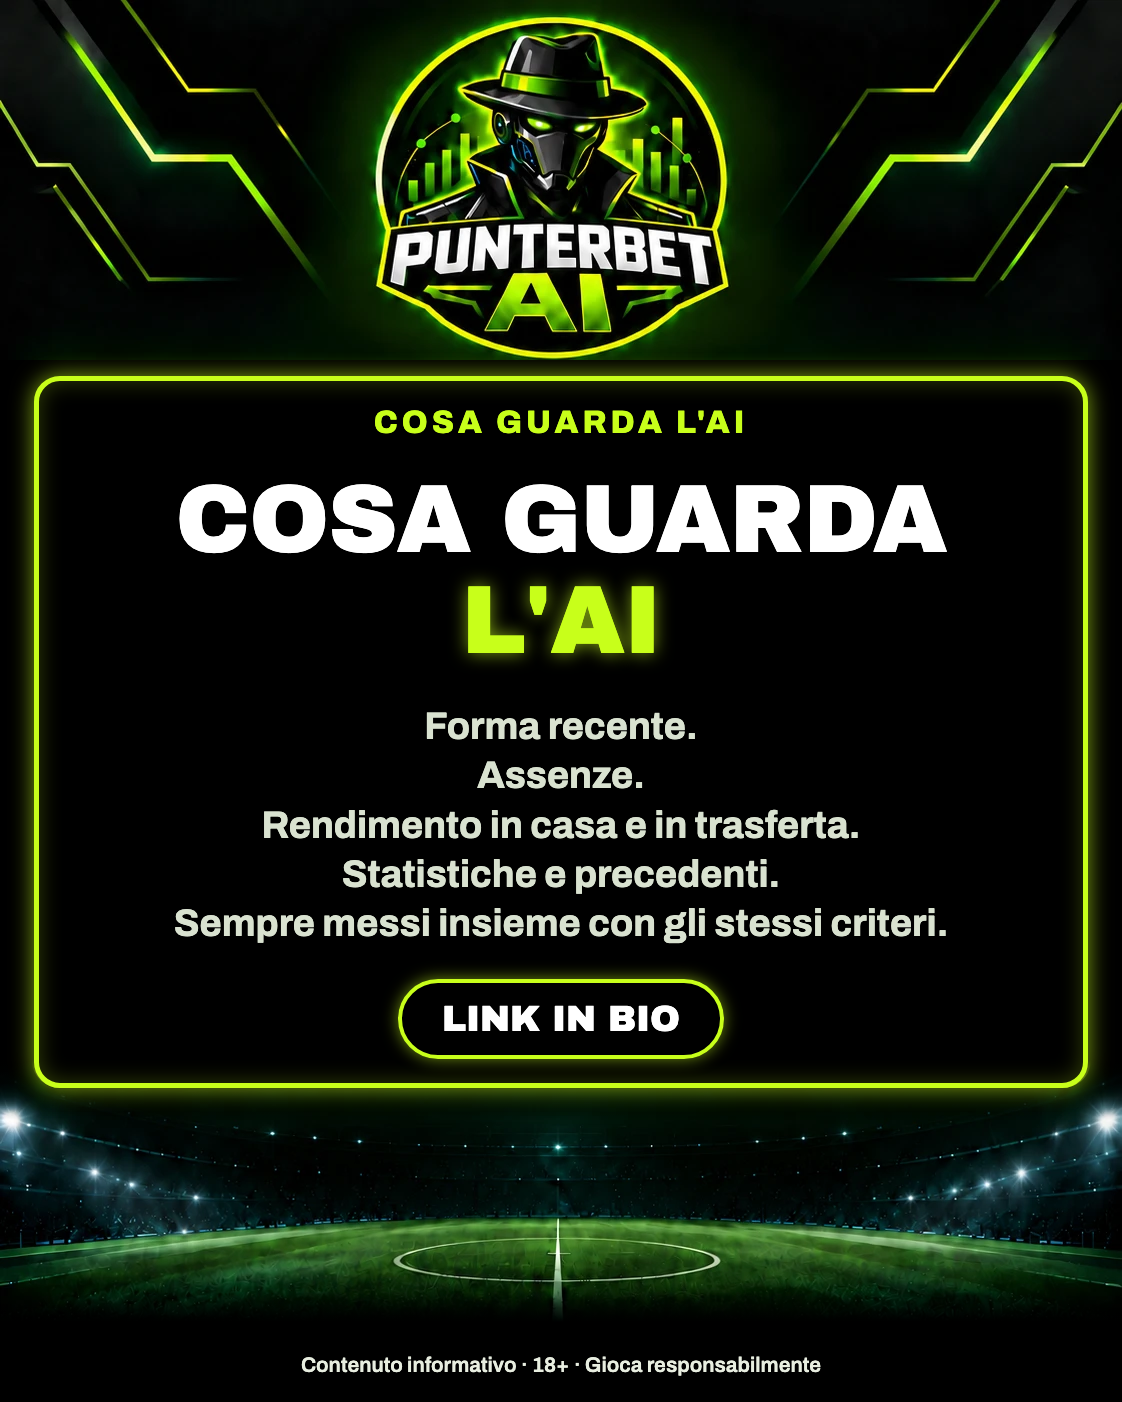 PUNTERBET
AI
COSA GUARDA L'AI
COSA GUARDA
L'AI
Forma recente.
Assenze.
Rendimento in casa e in trasferta.
Statistiche e precedenti.
Sempre messi insieme con gli stessi criteri.
LINK IN BIO
Contenuto informativo · 18+ · Gioca responsabilmente